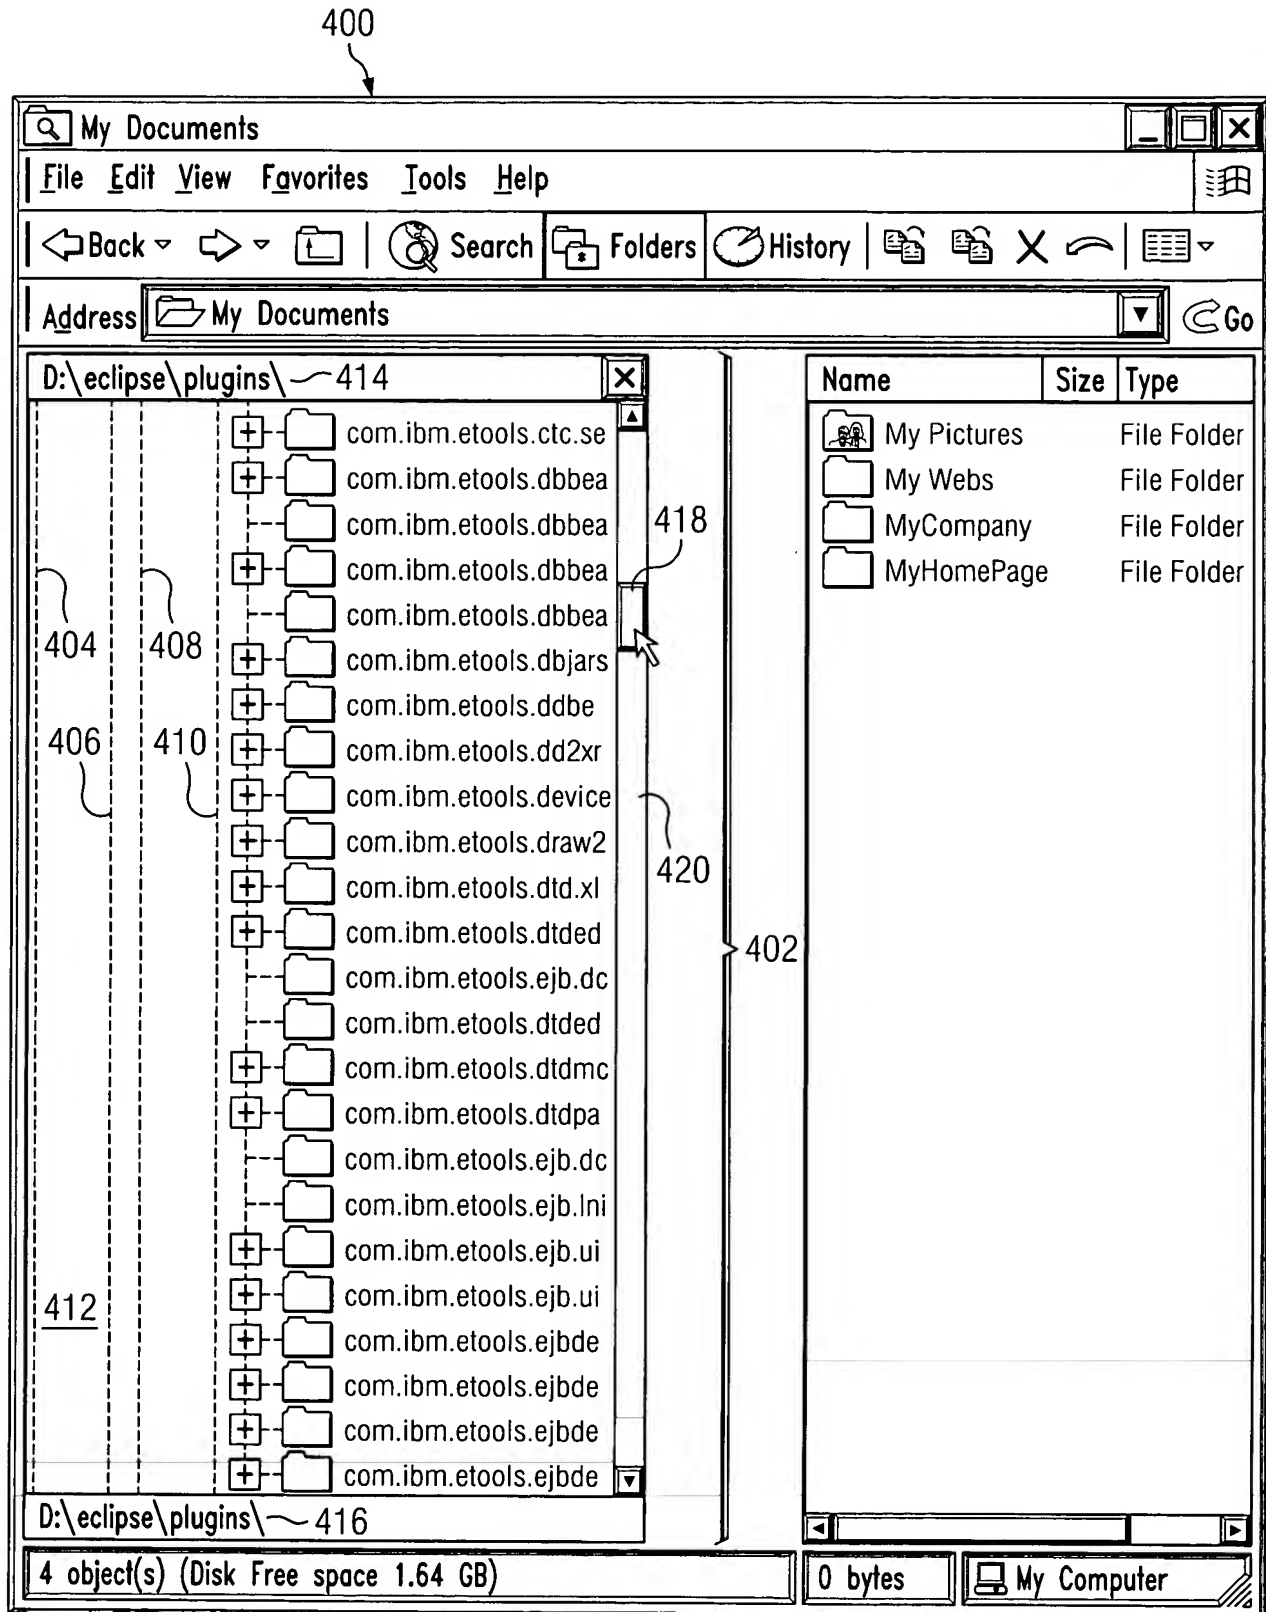 400
My Documents
File Edit View Favorites Tools Help
Back Search Folders History
Address My Documents Go
D:\eclipse\plugins\ 414
Name Size Type
com.ibm.etools.ctc.se
com.ibm.etools.dbbea
com.ibm.etools.dbbea
com.ibm.etools.dbbea
com.ibm.etools.dbbea
com.ibm.etools.dbjars
com.ibm.etools.ddbe
com.ibm.etools.dd2xr
com.ibm.etools.device
com.ibm.etools.draw2
com.ibm.etools.dtd.xl
com.ibm.etools.dtded
com.ibm.etools.ejb.dc
com.ibm.etools.dtded
com.ibm.etools.dtdmc
com.ibm.etools.dtdpa
com.ibm.etools.ejb.dc
com.ibm.etools.ejb.lni
com.ibm.etools.ejb.ui
com.ibm.etools.ejb.ui
com.ibm.etools.ejbde
com.ibm.etools.ejbde
com.ibm.etools.ejbde
com.ibm.etools.ejbde
404
408
406
410
412
418
420
402
My Pictures File Folder
My Webs File Folder
MyCompany File Folder
MyHomePage File Folder
D:\eclipse\plugins\ 416
4 object(s) (Disk Free space 1.64 GB) 0 bytes My Computer